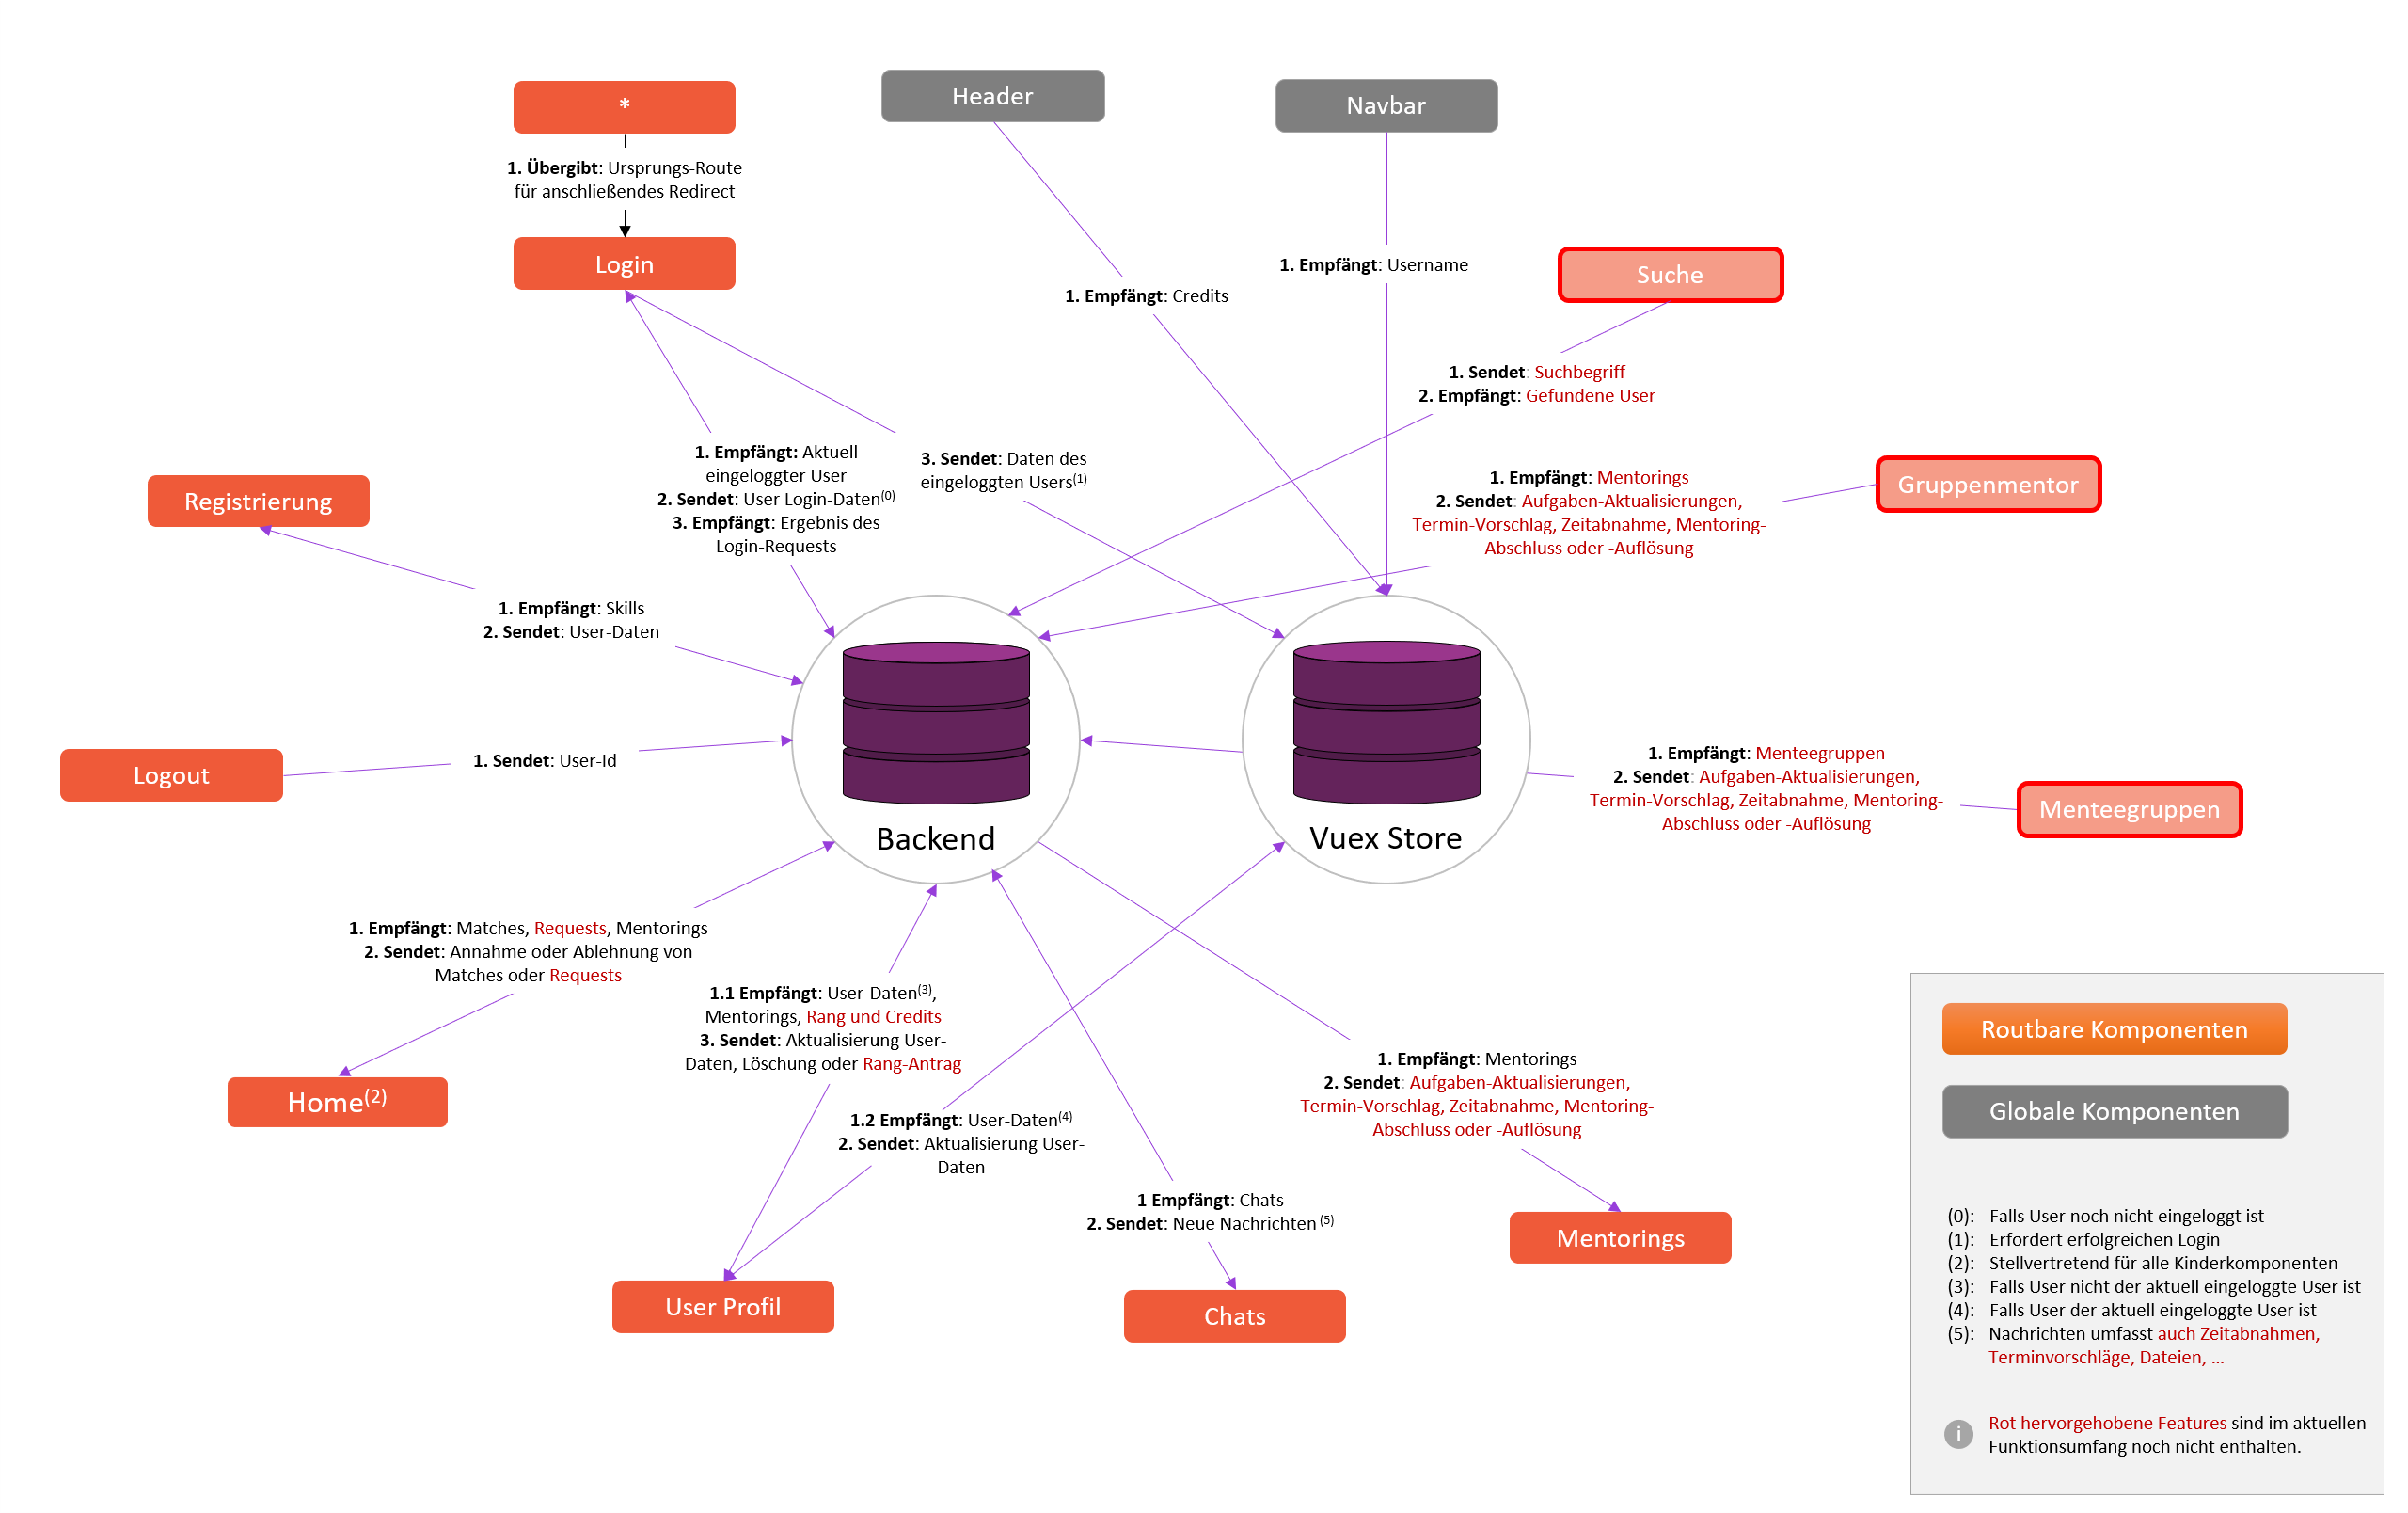 *
Header
Navbar
1. Übergibt: Ursprungs-Route
für anschließendes Redirect
Login
1. Empfängt: Username
Suche
1. Empfängt: Credits
1. Sendet: Suchbegriff
2. Empfängt: Gefundene User
1. Empfängt: Aktuell
eingeloggter User
2. Sendet: User Login-Daten(0)
3. Empfängt: Ergebnis des
Login-Requests
3. Sendet: Daten des
eingeloggten Users(1)
1. Empfängt: Mentorings
2. Sendet: Aufgaben-Aktualisierungen,
Termin-Vorschlag, Zeitabnahme, Mentoring-
Abschluss oder -Auflösung
Gruppenmentor
Registrierung
1. Empfängt: Skills
2. Sendet: User-Daten
Logout
1. Sendet: User-Id
Backend
Vuex Store
1. Empfängt: Menteegruppen
2. Sendet: Aufgaben-Aktualisierungen,
Termin-Vorschlag, Zeitabnahme, Mentoring-
Abschluss oder -Auflösung
Menteegruppen
1. Empfängt: Matches, Requests, Mentorings
2. Sendet: Annahme oder Ablehnung von
Matches oder Requests
Home(2)
1.1 Empfängt: User-Daten(3),
Mentorings, Rang und Credits
3. Sendet: Aktualisierung User-
Daten, Löschung oder Rang-Antrag
1.2 Empfängt: User-Daten(4)
2. Sendet: Aktualisierung User-
Daten
User Profil
1 Empfängt: Chats
2. Sendet: Neue Nachrichten (5)
Chats
1. Empfängt: Mentorings
2. Sendet: Aufgaben-Aktualisierungen,
Termin-Vorschlag, Zeitabnahme, Mentoring-
Abschluss oder -Auflösung
Mentorings
Routbare Komponenten
Globale Komponenten
(0): Falls User noch nicht eingeloggt ist
(1): Erfordert erfolgreichen Login
(2): Stellvertretend für alle Kinderkomponenten
(3): Falls User nicht der aktuell eingeloggte User ist
(4): Falls User der aktuell eingeloggte User ist
(5): Nachrichten umfasst auch Zeitabnahmen,
Terminvorschläge, Dateien, ...
i
Rot hervorgehobene Features sind im aktuellen
Funktionsumfang noch nicht enthalten.